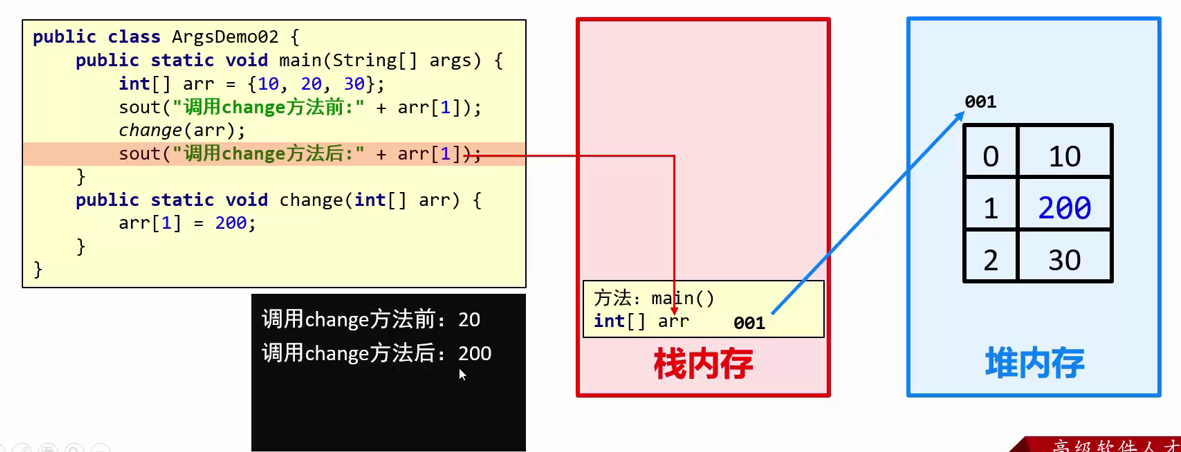 public class ArgsDemo02 {
public static void main(String[] args) {
int[] arr = {10, 20, 30};
sout("调用change方法前:" + arr[1]);
change(arr);
sout("调用change方法后:" + arr[1]);
}
public static void change(int[] arr) {
arr[1] = 200;
}
}
调用change方法前：20
调用change方法后：200
方法：main()
int[] arr 001
栈内存
001
0 10
1 200
2 30
堆内存
高级软件人才